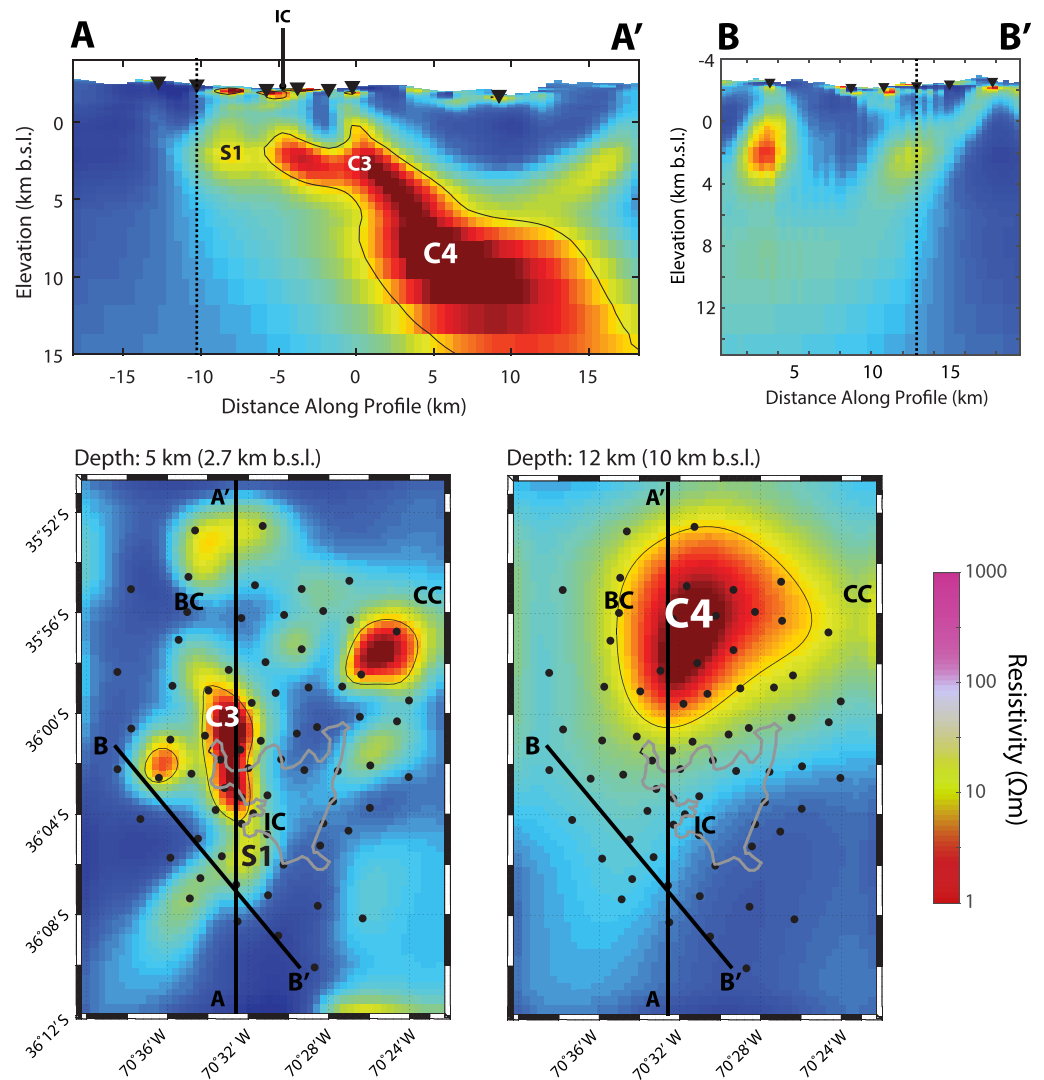 A
IC
A’
B
B’
Elevation (km b.s.l.)
0
5
10
15
S1
C3
C4
-15
-10
-5
0
5
10
15
Distance Along Profile (km)
Elevation (km b.s.l.)
-4
0
4
8
12
5
10
15
Distance Along Profile (km)
Depth: 5 km (2.7 km b.s.l.)
A’
BC
CC
C3
B
IC
S1
B’
A
35°52’S
35°56’S
36°00’S
36°04’S
36°08’S
36°12’S
70°36’W
70°32’W
70°28’W
70°24’W
Depth: 12 km (10 km b.s.l.)
A’
BC
C4
CC
B
IC
B’
A
70°36’W
70°32’W
70°28’W
70°24’W
1000
100
10
1
Resistivity (Ωm)